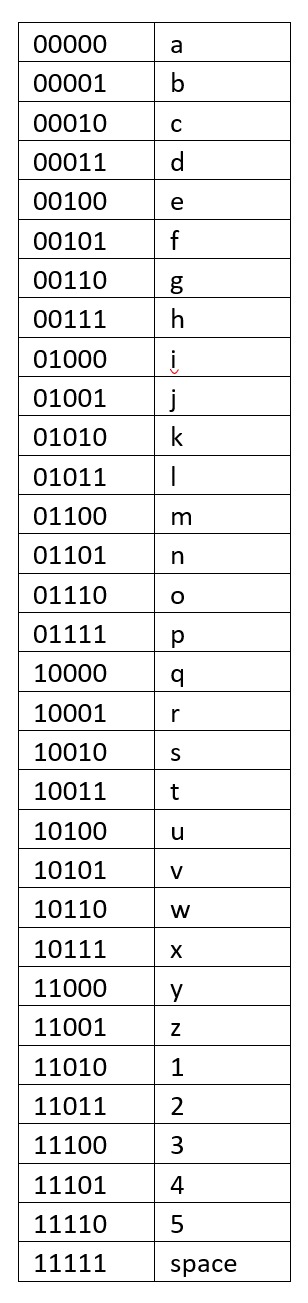 00000 a
00001 b
00010 c
00011 d
00100 e
00101 f
00110 g
00111 h
01000 i
01001 j
01010 k
01011 l
01100 m
01101 n
01110 o
01111 p
10000 q
10001 r
10010 s
10011 t
10100 u
10101 v
10110 w
10111 x
11000 y
11001 z
11010 1
11011 2
11100 3
11101 4
11110 5
11111 space